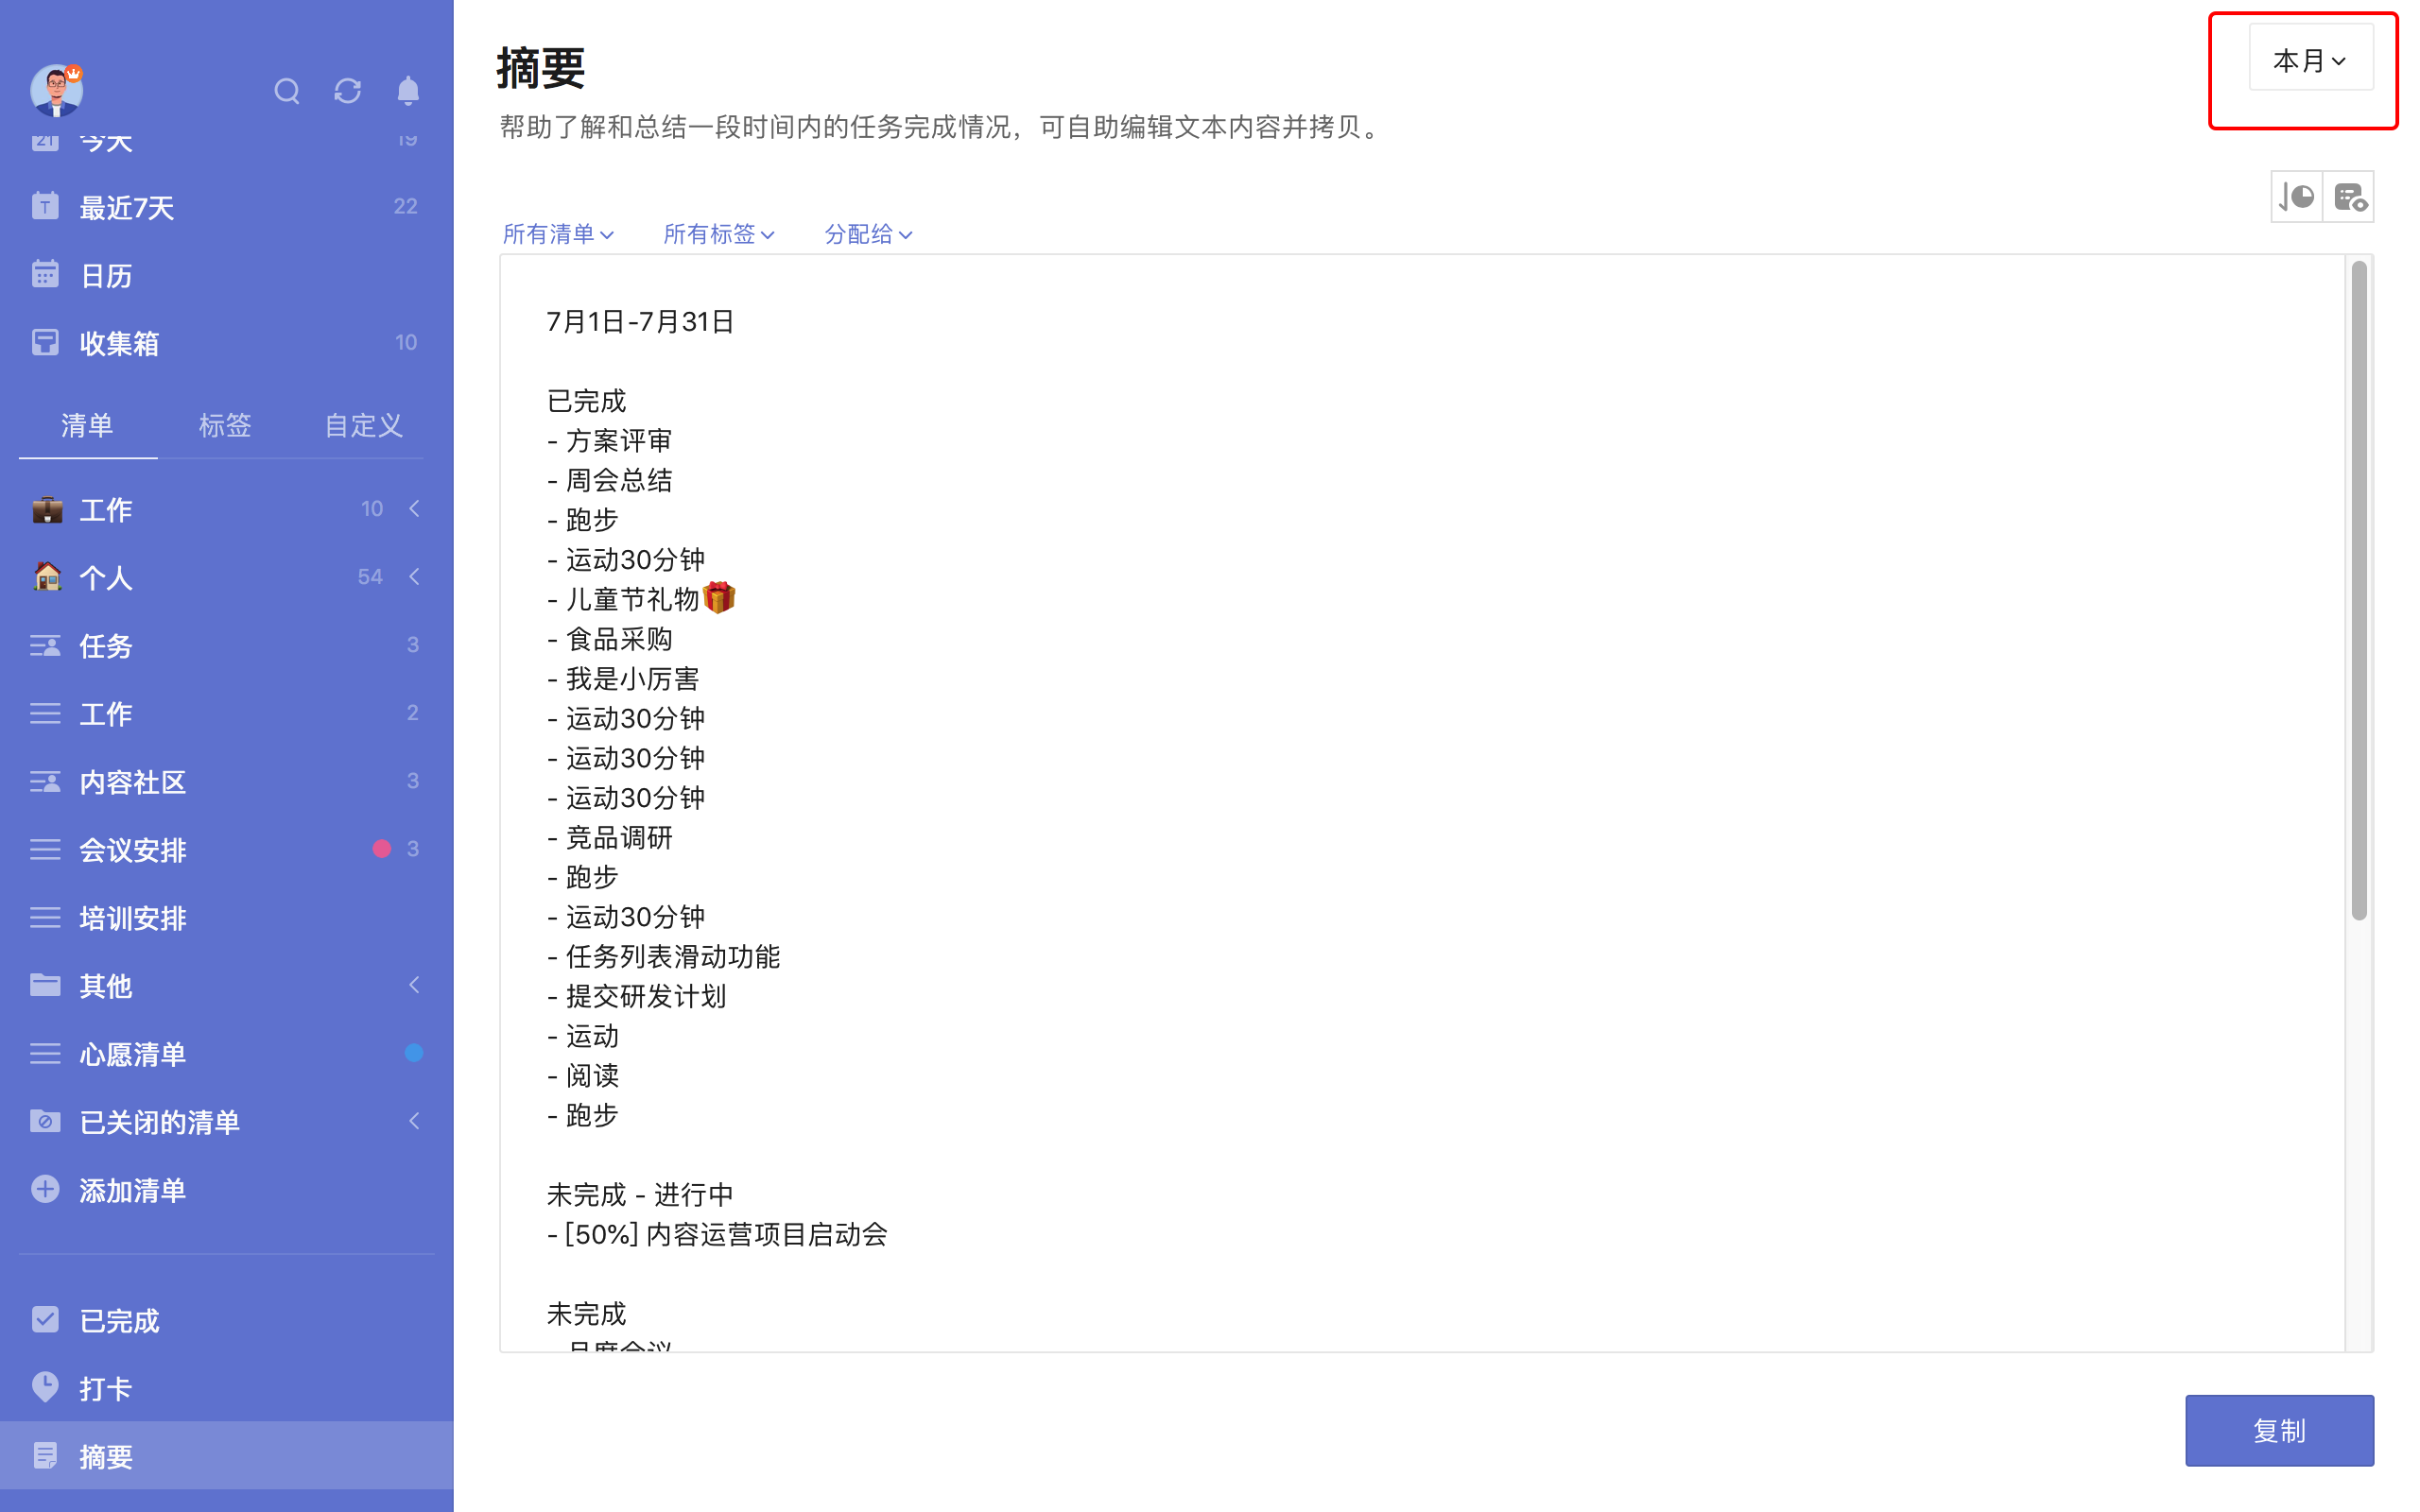 今天 19
最近7天 22
日历
收集箱 10
清单 标签 自定义
工作 10
个人 54
任务 3
工作 2
内容社区 3
会议安排 3
培训安排
其他
心愿清单
已关闭的清单
添加清单
已完成
打卡
摘要
摘要
本月
帮助了解和总结一段时间内的任务完成情况，可自助编辑文本内容并拷贝。
所有清单 所有标签 分配给
7月1日-7月31日
已完成
- 方案评审
- 周会总结
- 跑步
- 运动30分钟
- 儿童节礼物🎁
- 食品采购
- 我是小厉害
- 运动30分钟
- 运动30分钟
- 运动30分钟
- 竞品调研
- 跑步
- 运动30分钟
- 任务列表滑动功能
- 提交研发计划
- 运动
- 阅读
- 跑步
未完成 - 进行中
- [50%] 内容运营项目启动会
未完成
- 月度会议
复制